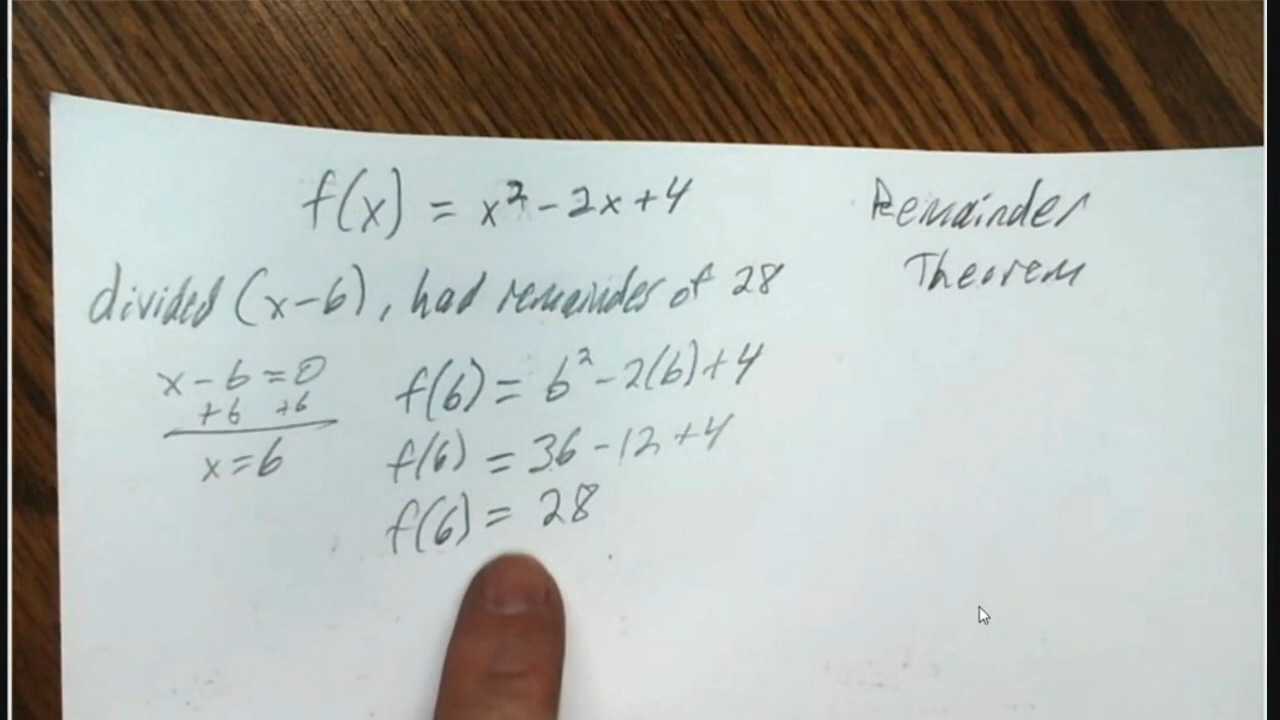 f(x) = x² - 2x + 4
Remainder
Theorem
divided (x-6), had remainder of 28
x - 6 = 0
+6 +6
x = 6
f(6) = 6² - 2(6) + 4
f(6) = 36 - 12 + 4
f(6) = 28